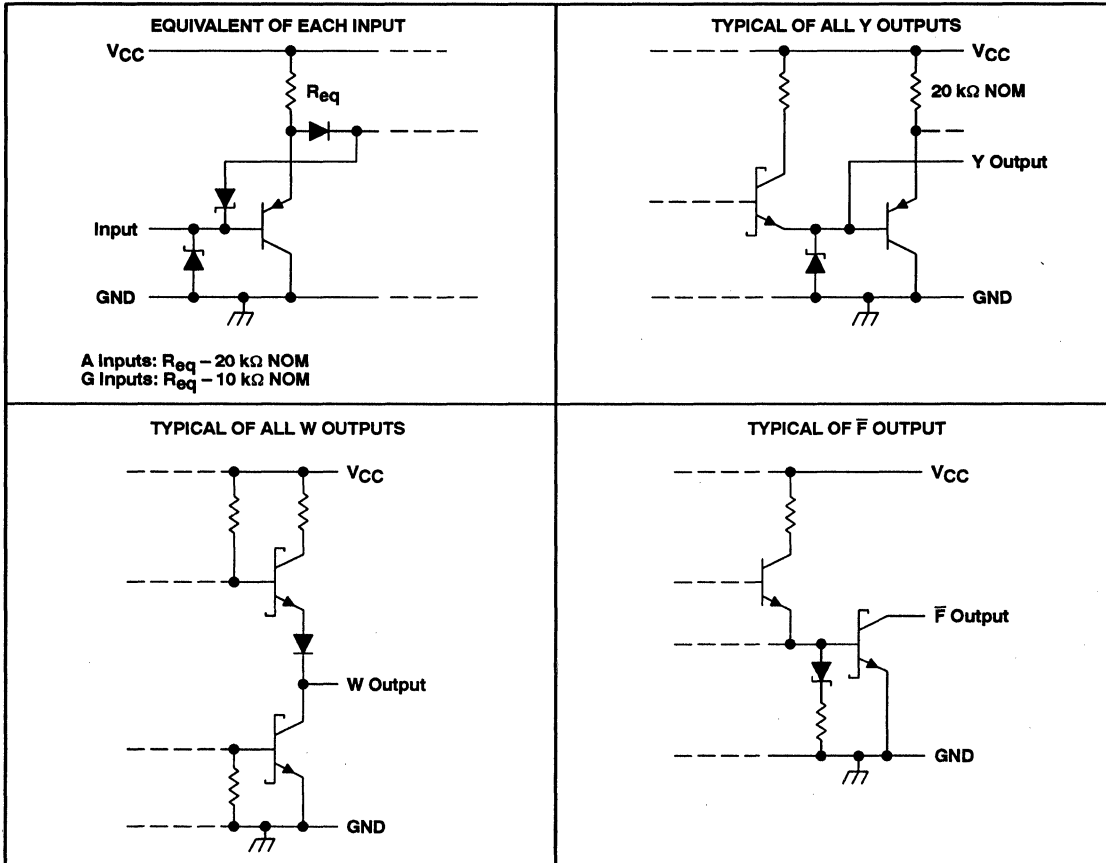 EQUIVALENT OF EACH INPUT
VCC
Req
Input
GND
A Inputs: Req – 20 kΩ NOM
G Inputs: Req – 10 kΩ NOM
TYPICAL OF ALL Y OUTPUTS
VCC
20 kΩ NOM
Y Output
GND
TYPICAL OF ALL W OUTPUTS
VCC
W Output
GND
TYPICAL OF F̅ OUTPUT
VCC
F̅ Output
GND